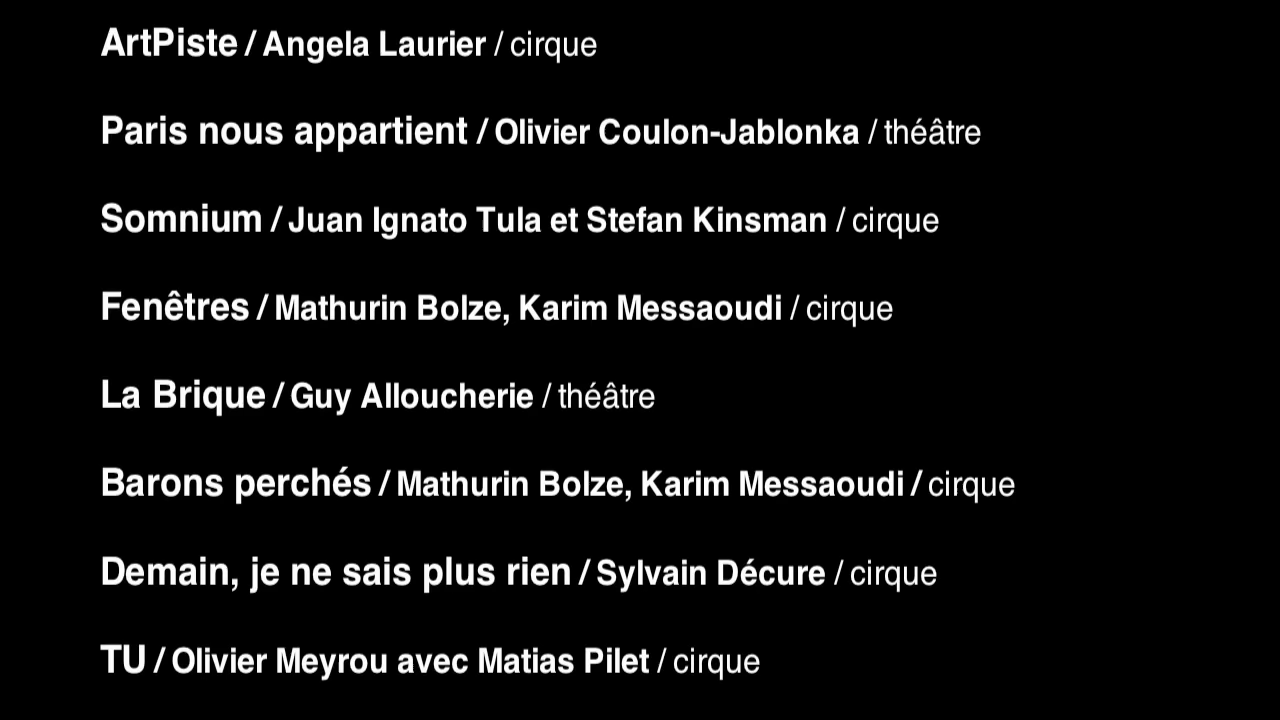 ArtPiste / Angela Laurier / cirque
Paris nous appartient / Olivier Coulon-Jablonka / théâtre
Somnium / Juan Ignato Tula et Stefan Kinsman / cirque
Fenêtres / Mathurin Bolze, Karim Messaoudi / cirque
La Brique / Guy Alloucherie / théâtre
Barons perchés / Mathurin Bolze, Karim Messaoudi / cirque
Demain, je ne sais plus rien / Sylvain Décure / cirque
TU / Olivier Meyrou avec Matias Pilet / cirque